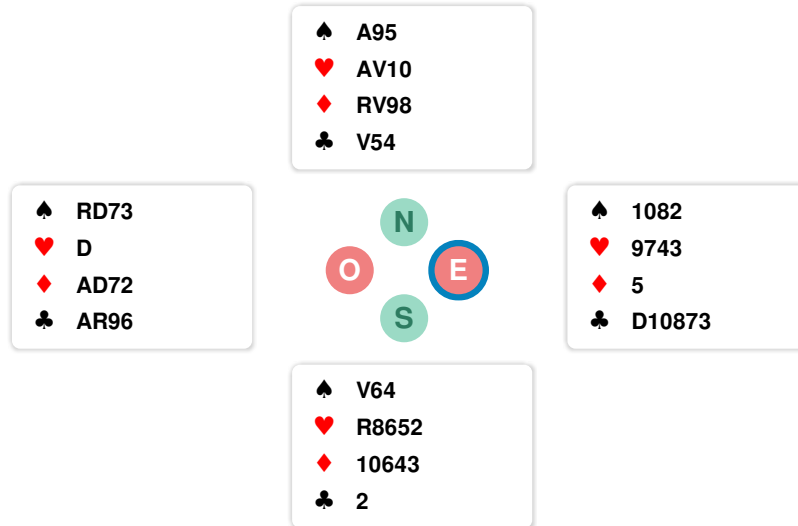 ♠ A95
♥ AV10
♦ RV98
♣ V54
♠ RD73
♥ D
♦ AD72
♣ AR96
N
O
E
S
♠ 1082
♥ 9743
♦ 5
♣ D10873
♠ V64
♥ R8652
♦ 10643
♣ 2